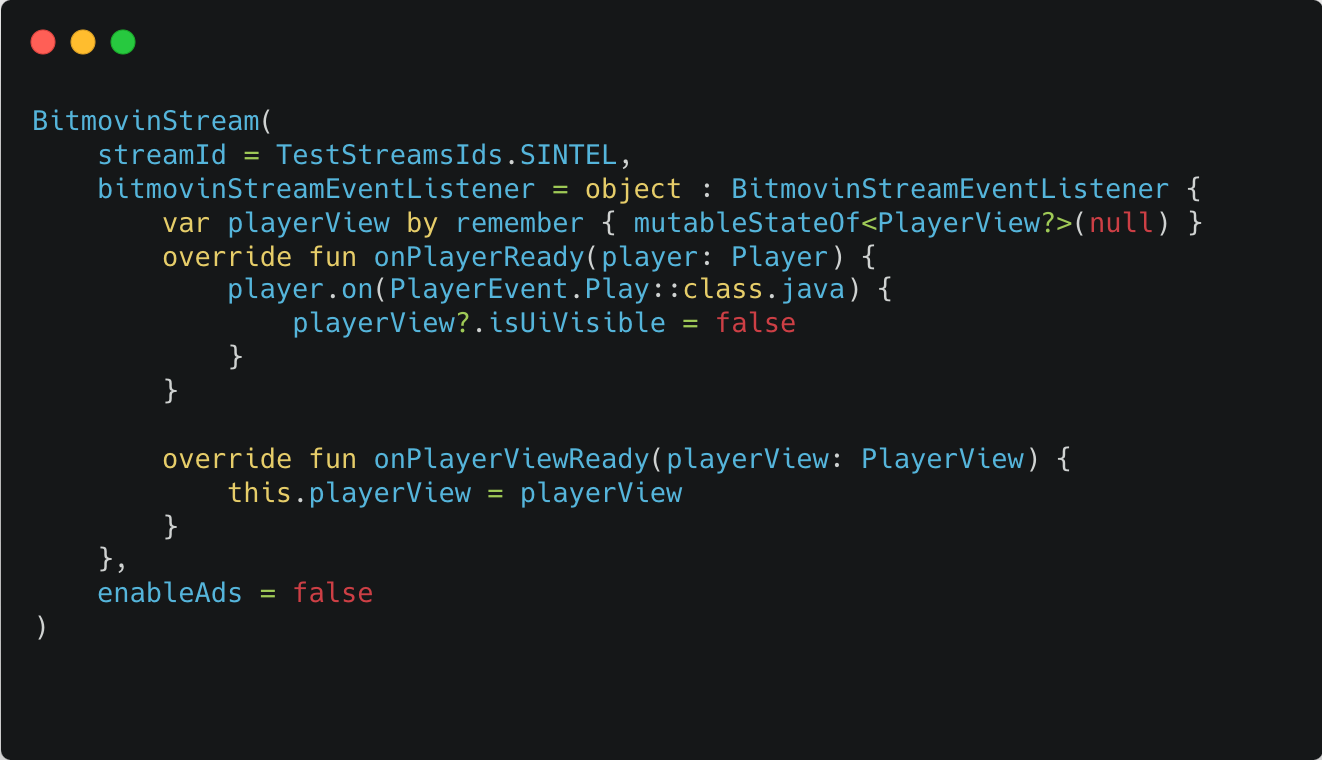 BitmovinStream(
    streamId = TestStreamsIds.SINTEL,
    bitmovinStreamEventListener = object : BitmovinStreamEventListener {
        var playerView by remember { mutableStateOf<PlayerView?>(null) }
        override fun onPlayerReady(player: Player) {
            player.on(PlayerEvent.Play::class.java) {
                playerView?.isUiVisible = false
            }
        }

        override fun onPlayerViewReady(playerView: PlayerView) {
            this.playerView = playerView
        }
    },
    enableAds = false
)